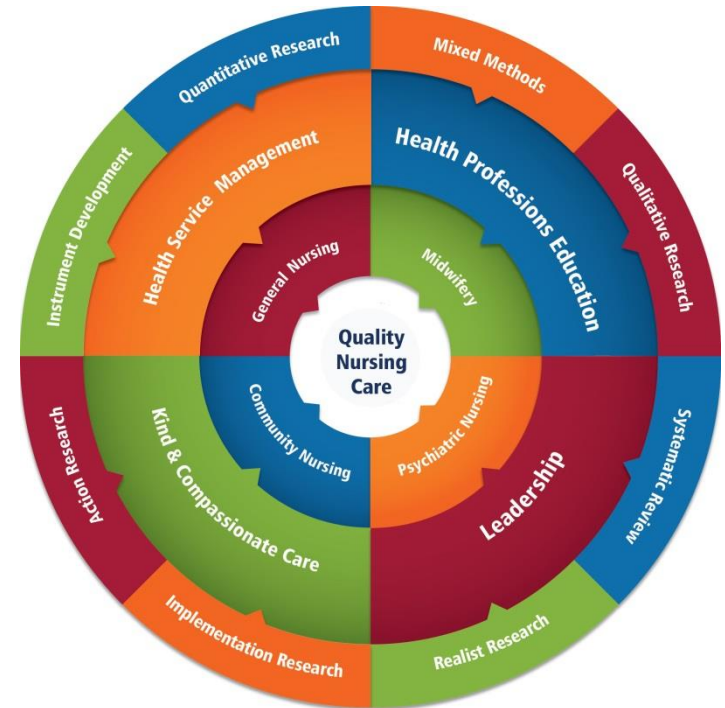 Quantitative Research
Mixed Methods
Instrument Development
Health Service Management
Health Professions Education
Qualitative Research
General Nursing
Midwifery
Quality
Nursing
Care
Community Nursing
Psychiatric Nursing
Action Research
Kind & Compassionate Care
Leadership
Systematic Review
Implementation Research
Realist Research